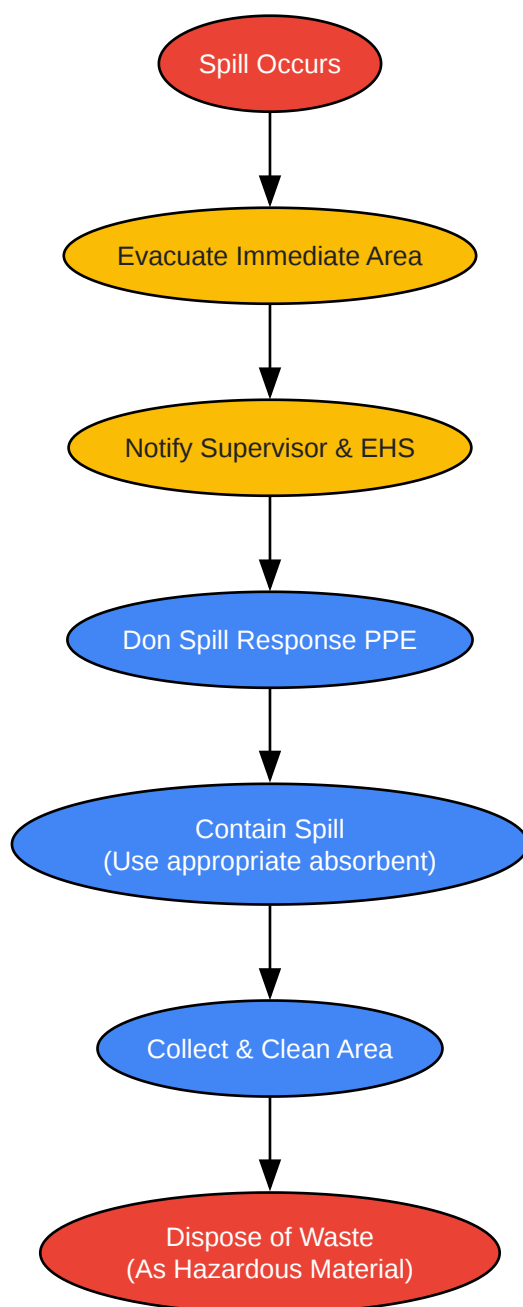 Spill Occurs
Evacuate Immediate Area
Notify Supervisor & EHS
Don Spill Response PPE
Contain Spill
(Use appropriate absorbent)
Collect & Clean Area
Dispose of Waste
(As Hazardous Material)